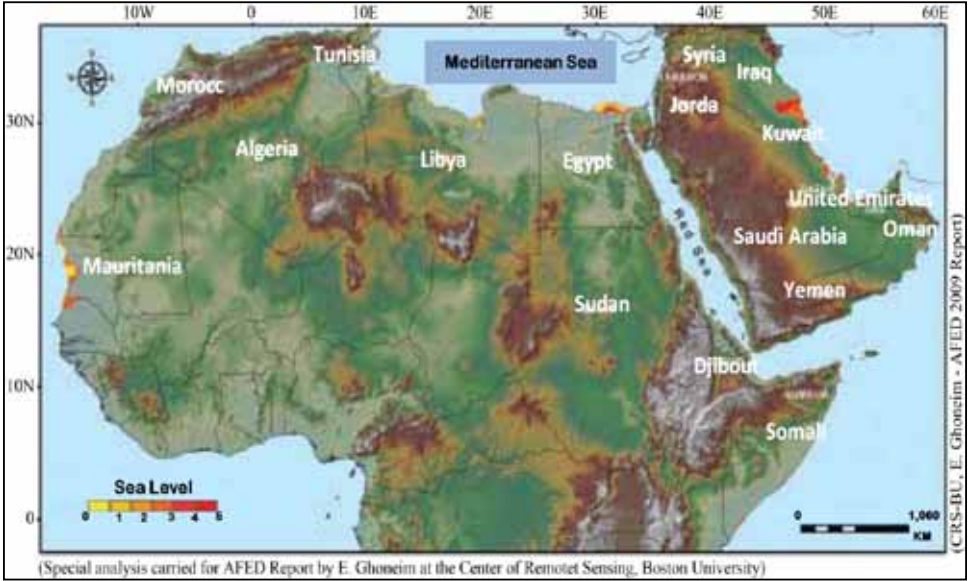 10W 0 10E 20E 30E 40E 50E 60E
Tunisia
Mediterranean Sea
Syria
Iraq
Morocc
Jorda
30N
Kuwait
Algeria
Libya
Egypt
United Emirates
Red Sea
Oman
20N
Saudi Arabia
Mauritania
Yemen
Sudan
10N
Djibout
Somali
Sea Level
0 1 2 3 4 5
0
0 1,000
KM
(CRS-BU, E. Ghoneim - AFED 2009 Report)
(Special analysis carried for AFED Report by E. Ghoneim at the Center of Remotet Sensing, Boston University)